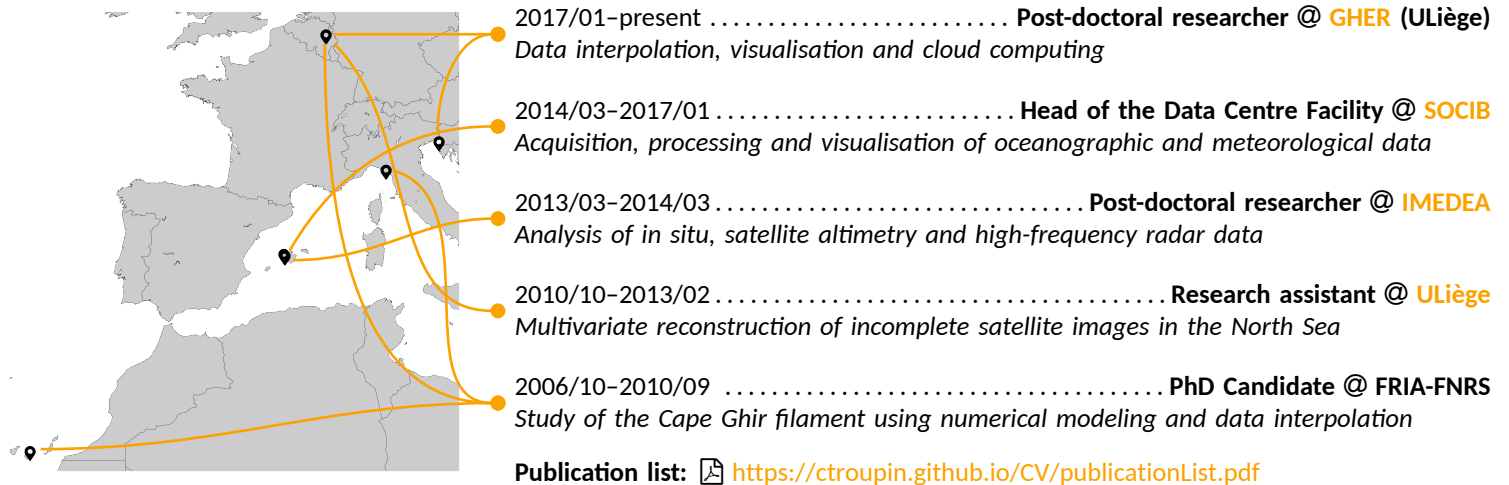 2017/01–present .............................. Post-doctoral researcher @ GHER (ULiège)
Data interpolation, visualisation and cloud computing
2014/03–2017/01 .............................. Head of the Data Centre Facility @ SOCIB
Acquisition, processing and visualisation of oceanographic and meteorological data
2013/03–2014/03 ..................................... Post-doctoral researcher @ IMEDEA
Analysis of in situ, satellite altimetry and high-frequency radar data
2010/10–2013/02 ............................................. Research assistant @ ULiège
Multivariate reconstruction of incomplete satellite images in the North Sea
2006/10–2010/09 ............................................ PhD Candidate @ FRIA-FNRS
Study of the Cape Ghir filament using numerical modeling and data interpolation
Publication list: https://ctroupin.github.io/CV/publicationList.pdf